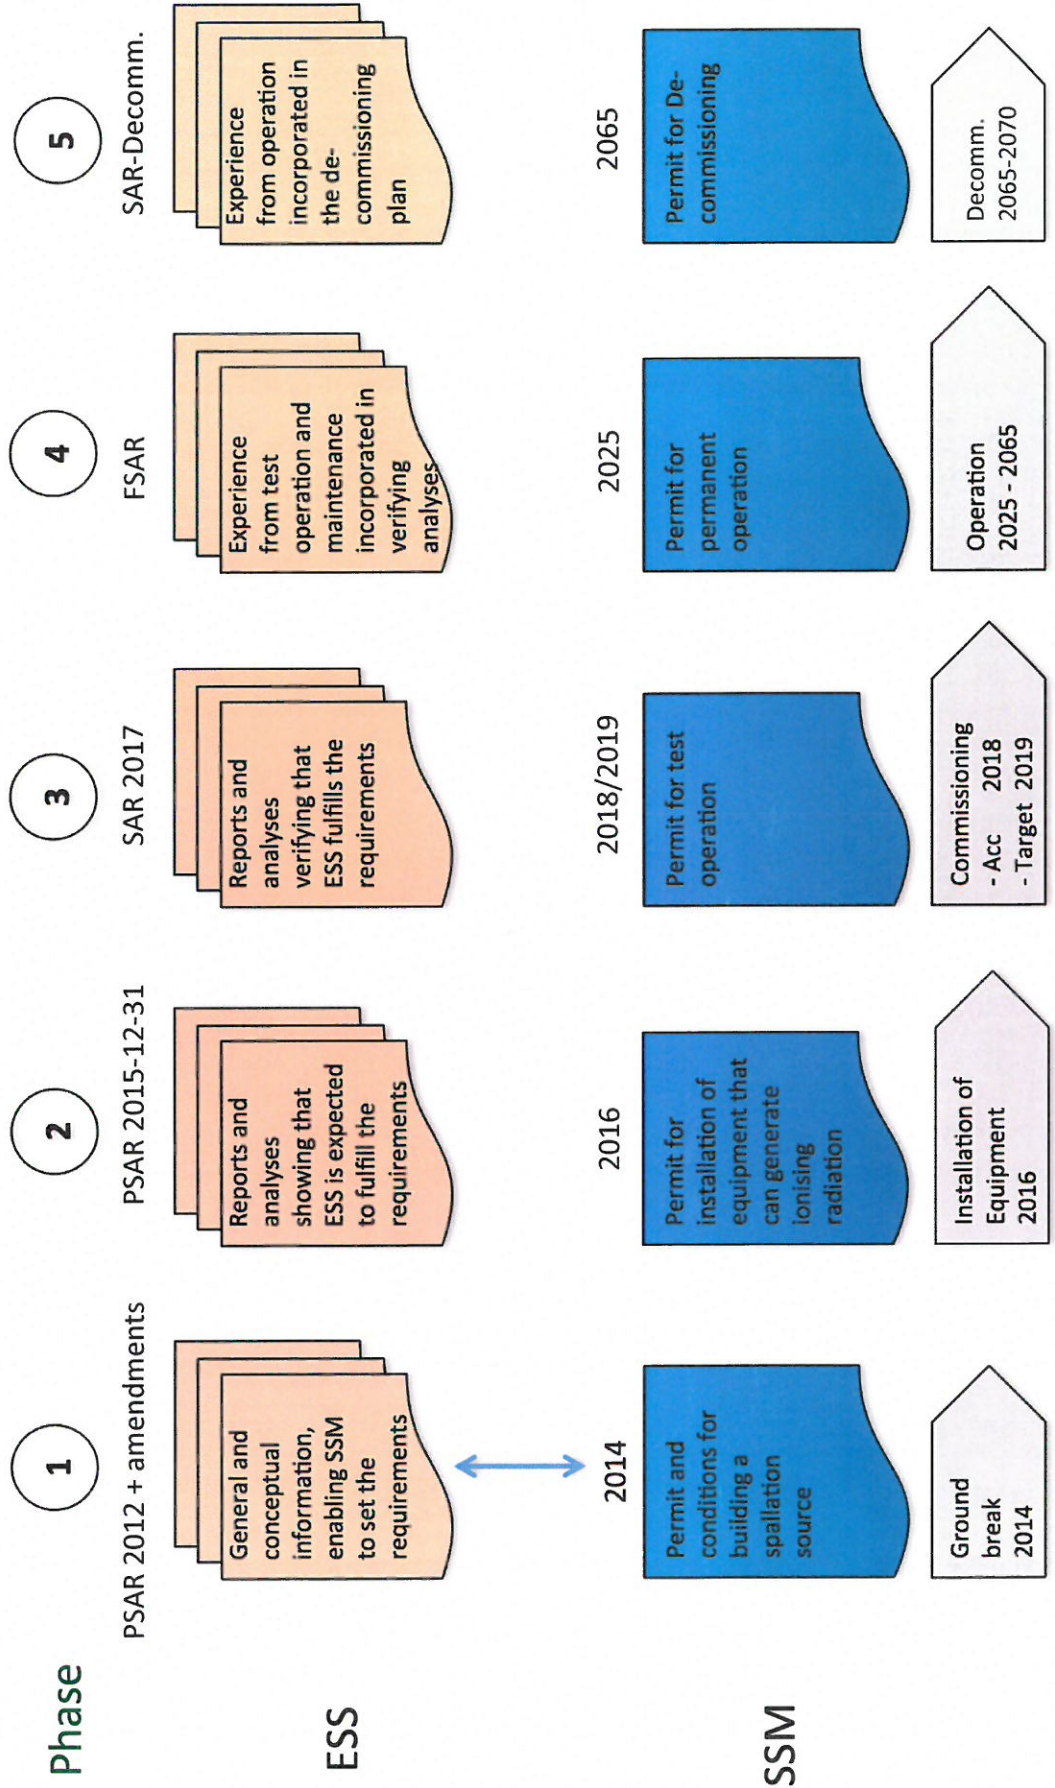 Phase
1
2
3
4
5
PSAR 2012 + amendments
PSAR 2015-12-31
SAR 2017
FSAR
SAR-Decomm.
ESS
General and
conceptual
information,
enabling SSM
to set the
requirements
Reports and
analyses
showing that
ESS is expected
to fulfill the
requirements
Reports and
analyses
verifying that
ESS fulfills the
requirements
Experience
from test
operation and
maintenance
incorporated in
verifying
analyses
Experience
from operation
incorporated in
the de-
commissioning
plan
SSM
2014
2016
2018/2019
2025
2065
Permit and
conditions for
building a
spallation
source
Permit for
installation of
equipment that
can generate
ionising
radiation
Permit for test
operation
Permit for
permanent
operation
Permit for De-
commissioning
Ground
break
2014
Installation of
Equipment
2016
Commissioning
- Acc 2018
- Target 2019
Operation
2025 - 2065
Decomm.
2065-2070